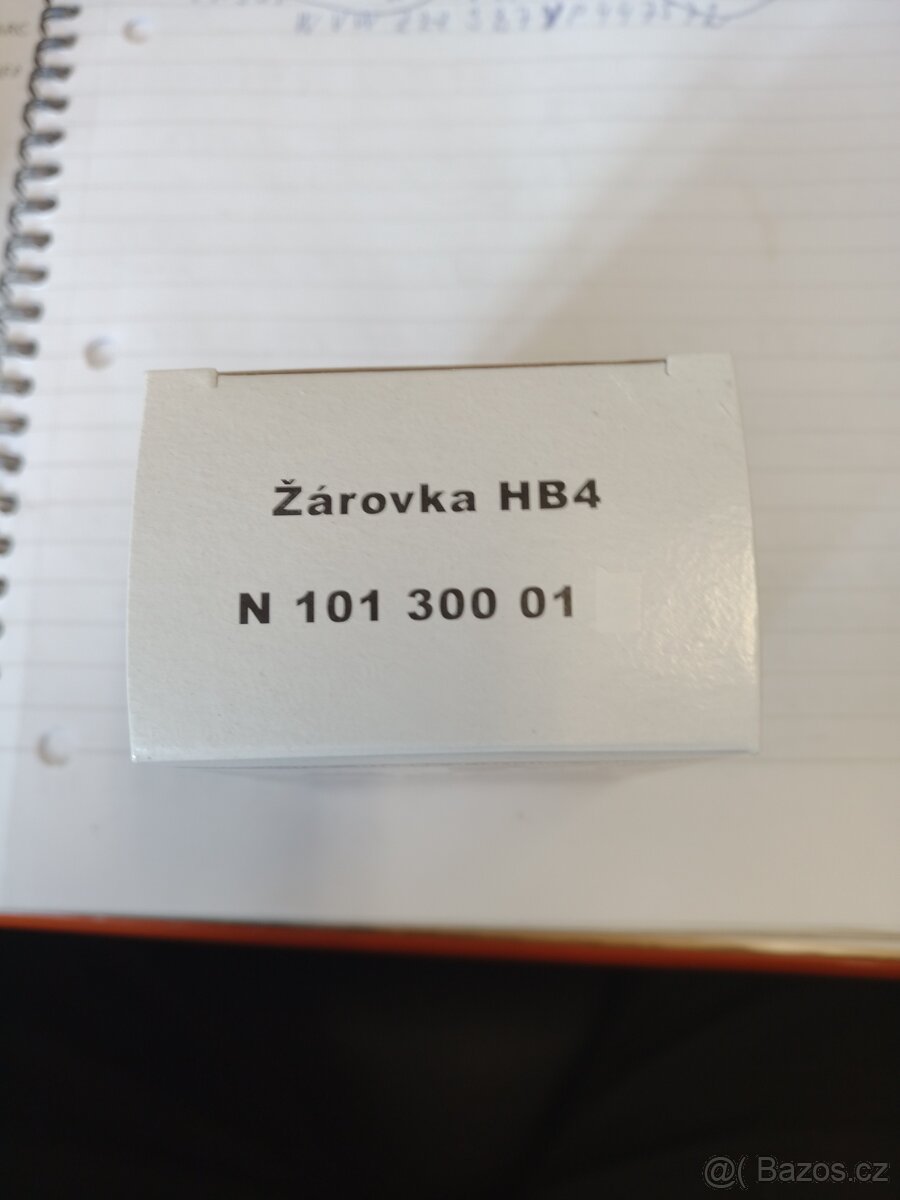 Žárovka HB4
N 101 300 01
@( Bazos.cz